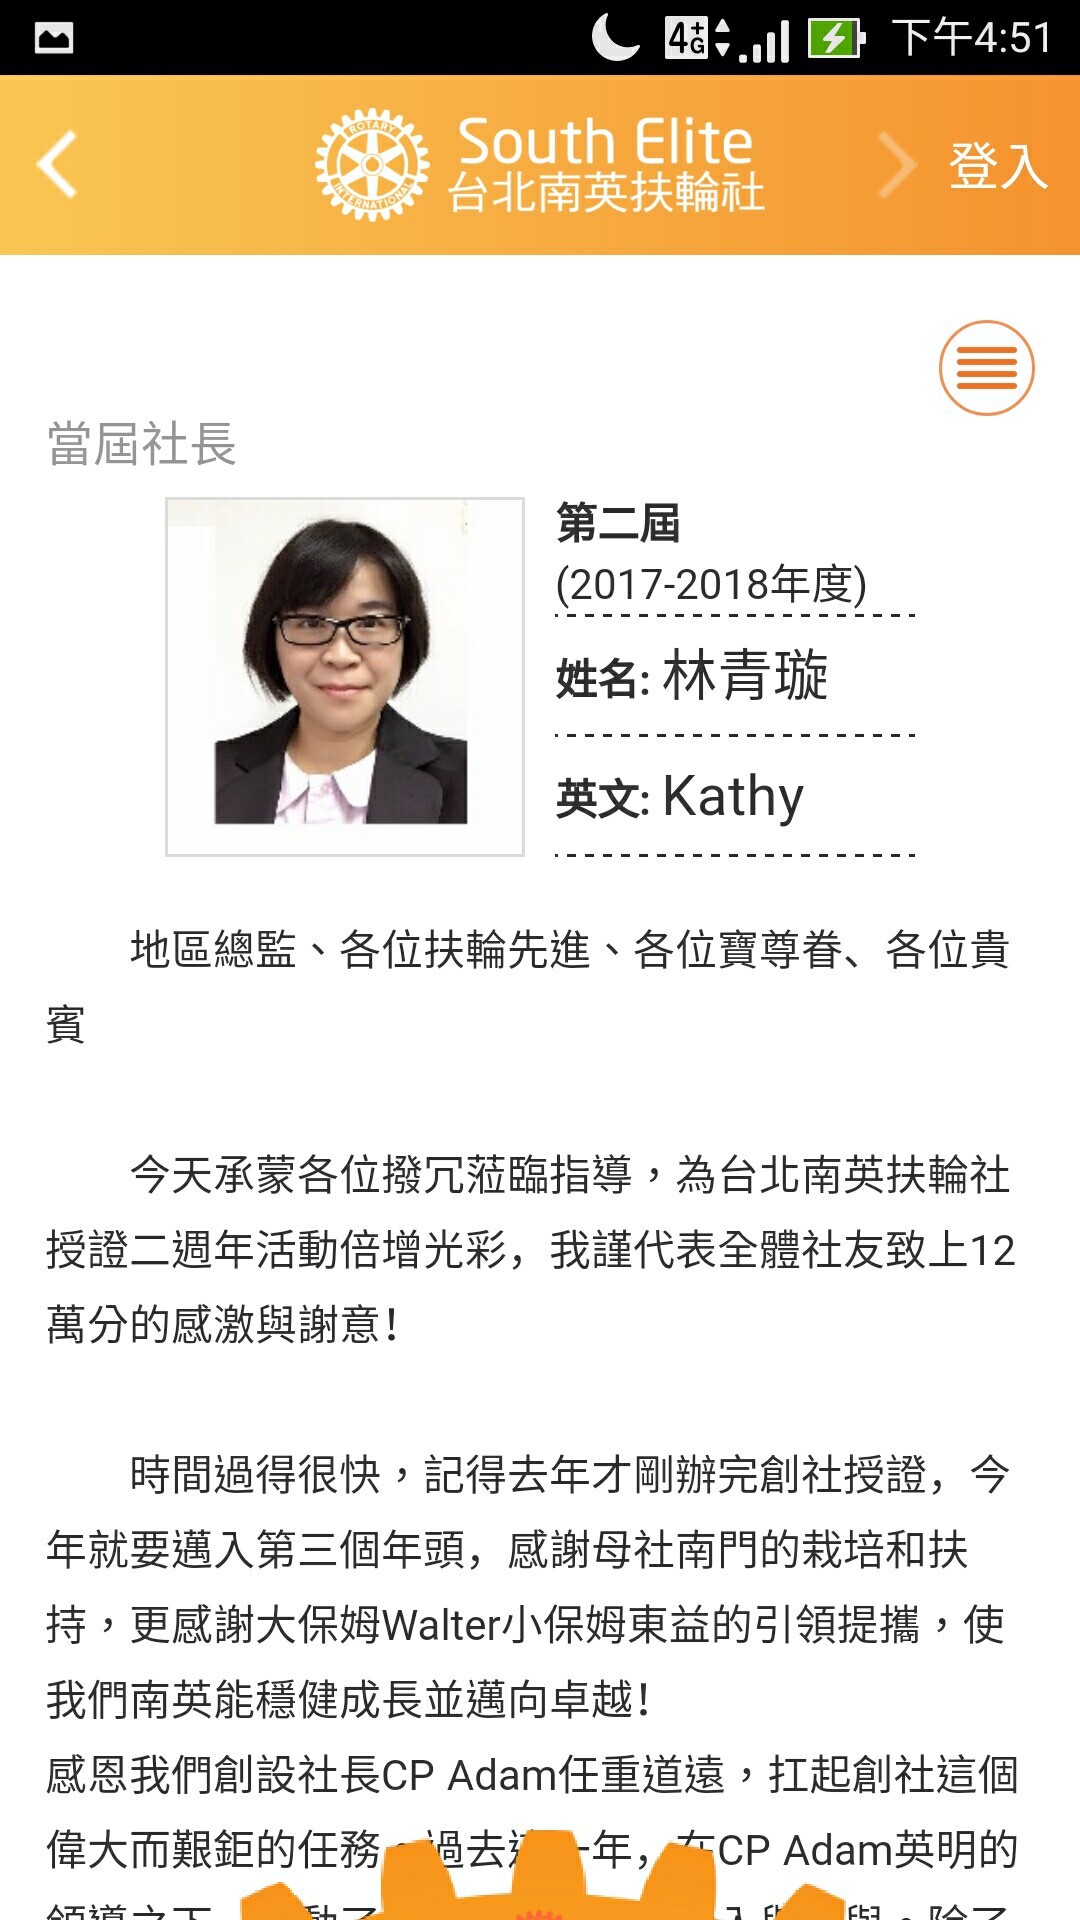 下午4:51
4+G
ROTARY
INTERNATIONAL
South Elite
台北南英扶輪社
登入
當屆社長
第二屆
(2017-2018年度)
姓名: 林青璇
英文: Kathy
地區總監、各位扶輪先進、各位寶尊眷、各位貴
賓
今天承蒙各位撥冗蒞臨指導，為台北南英扶輪社
授證二週年活動倍增光彩，我謹代表全體社友致上12
萬分的感激與謝意！
時間過得很快，記得去年才剛辦完創社授證，今
年就要邁入第三個年頭，感謝母社南門的栽培和扶
持，更感謝大保姆Walter小保姆東益的引領提攜，使
我們南英能穩健成長並邁向卓越！
感恩我們創設社長CP Adam任重道遠，扛起創社這個
偉大而艱鉅的任務。過去這一年，在CP Adam英明的
領導之下